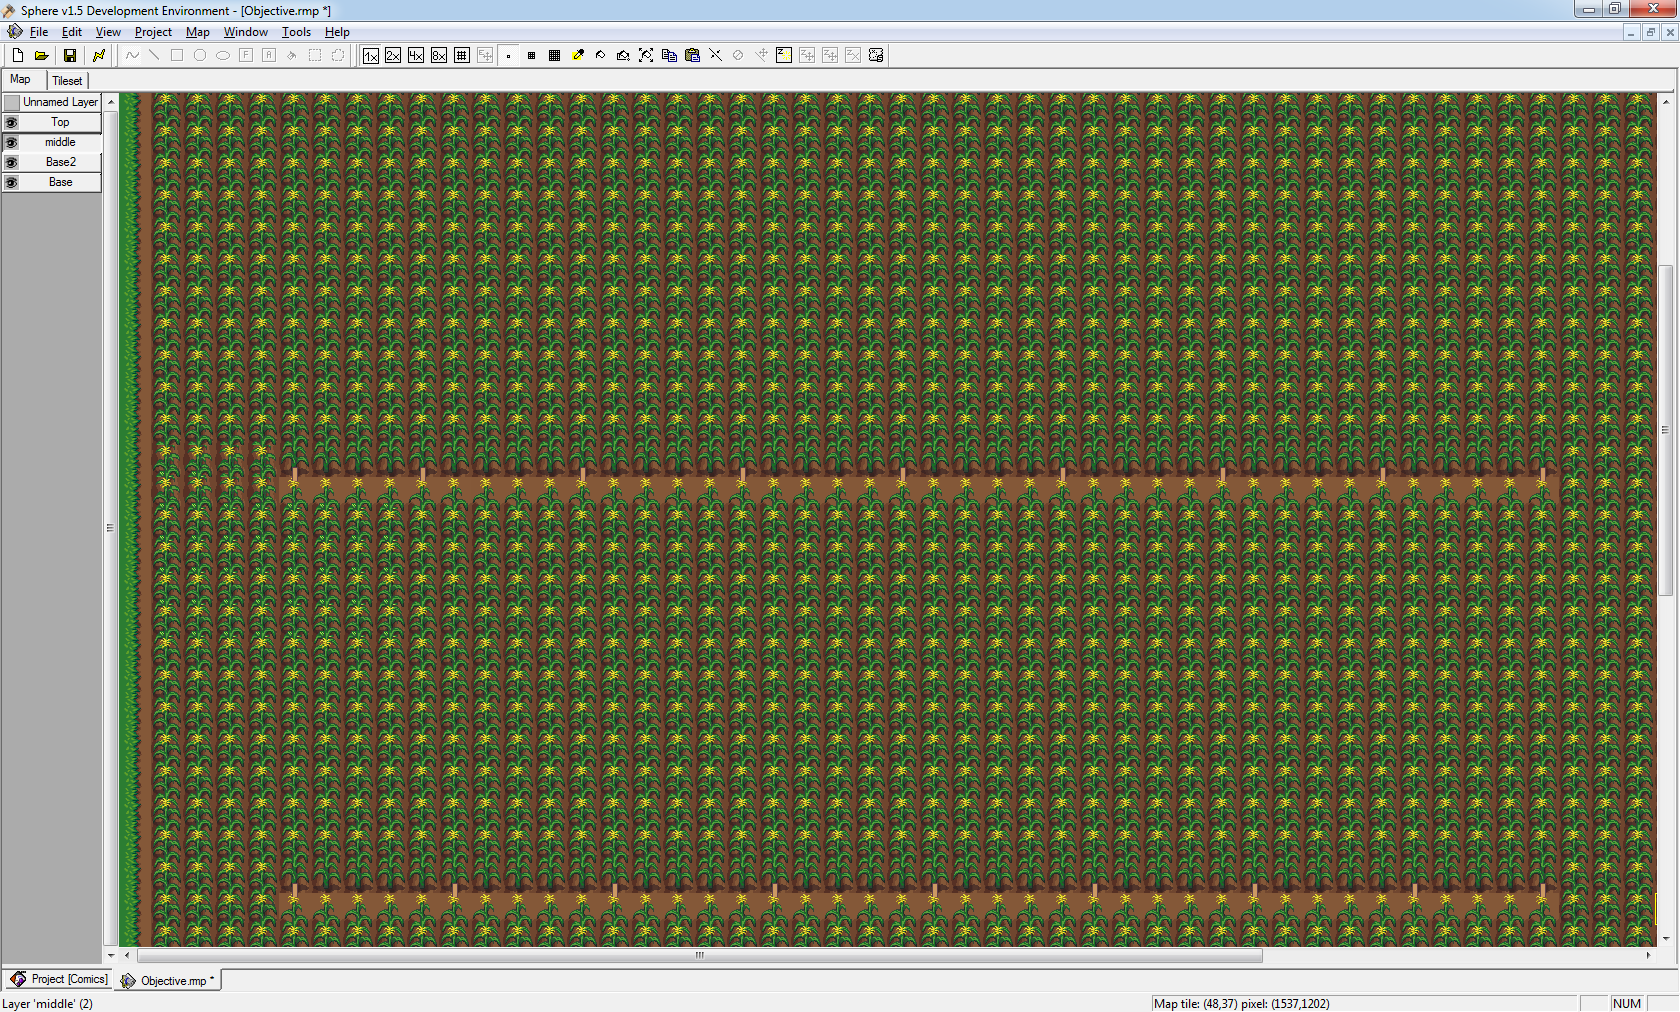 Sphere v1.5 Development Environment - [Objective.rmp *]
File Edit View Project Map Window Tools Help
F A 1x 2x 4x 8x
Map Tileset
Unnamed Layer
Top
middle
Base2
Base
Project [Comics] Objective.rmp *
Layer 'middle' (2) Map tile: (48,37) pixel: (1537,1202) NUM